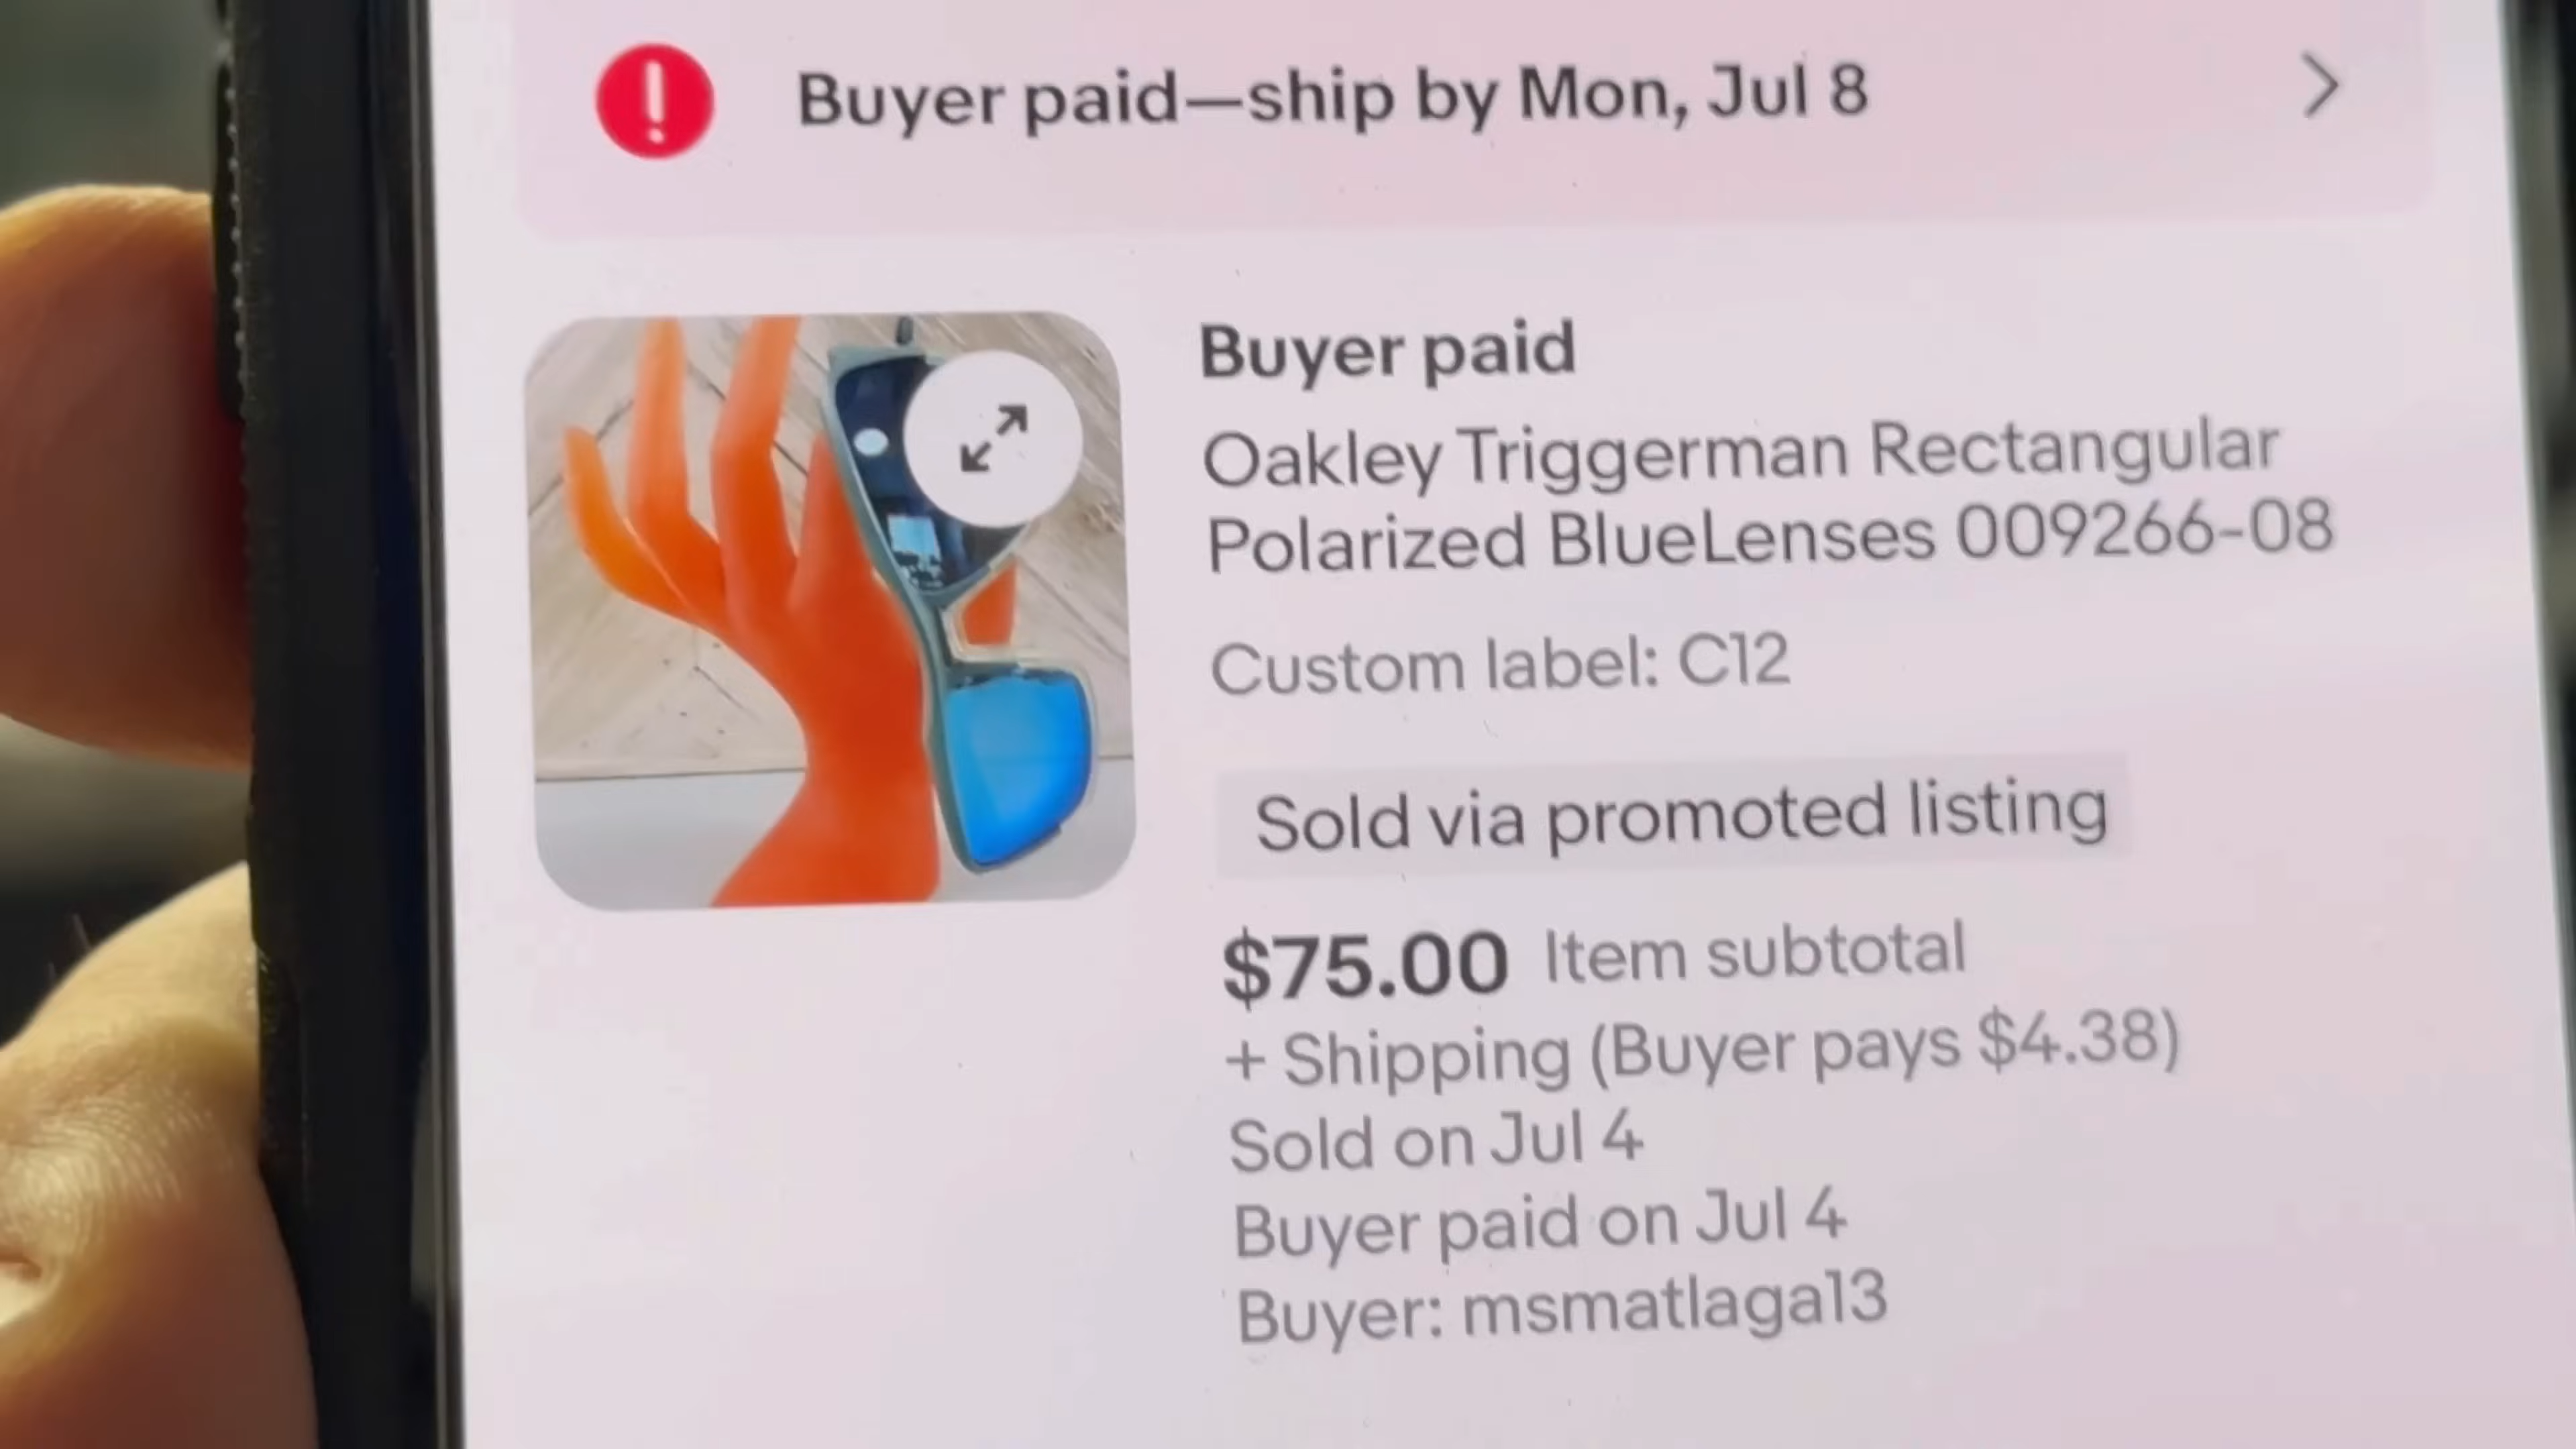 Buyer paid—ship by Mon, Jul 8
Buyer paid
Oakley Triggerman Rectangular
Polarized BlueLenses 009266-08
Custom label: C12
Sold via promoted listing
$75.00 Item subtotal
+ Shipping (Buyer pays $4.38)
Sold on Jul 4
Buyer paid on Jul 4
Buyer: msmatlaga13